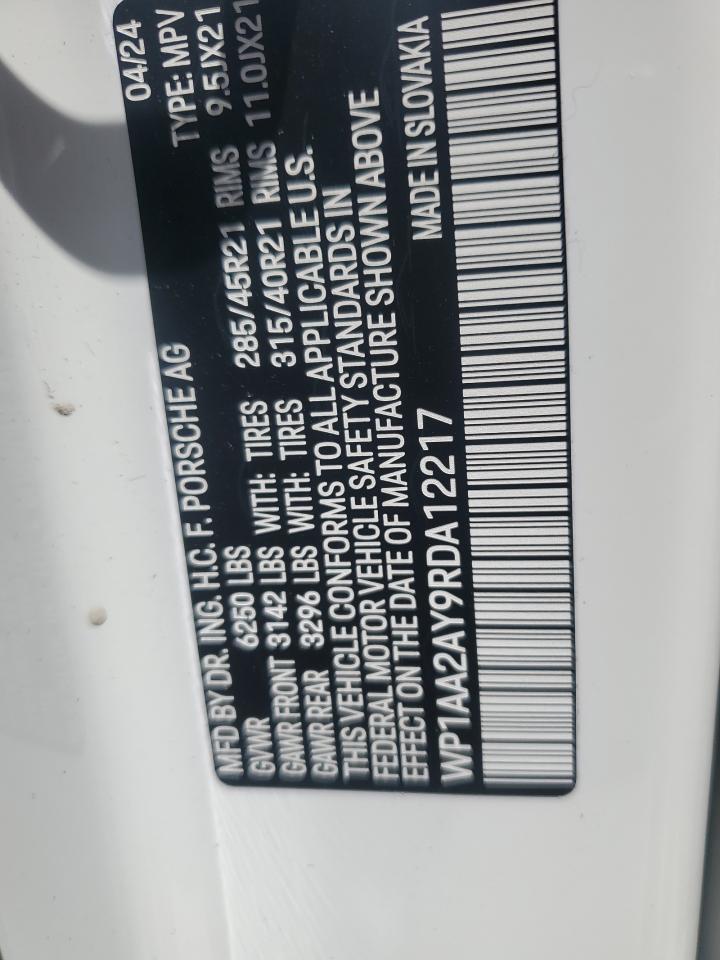 MFD BY DR. ING. H.C. F. PORSCHE AG 04/24
GVWR 6250 LBS TYPE: MPV
GAWR FRONT 3142 LBS WITH: TIRES 285/45R21 RIMS 9.5JX21
GAWR REAR 3296 LBS WITH: TIRES 315/40R21 RIMS 11.0JX21
THIS VEHICLE CONFORMS TO ALL APPLICABLE U.S.
FEDERAL MOTOR VEHICLE SAFETY STANDARDS IN
EFFECT ON THE DATE OF MANUFACTURE SHOWN ABOVE
WP1AA2AY9RDA12217 MADE IN SLOVAKIA